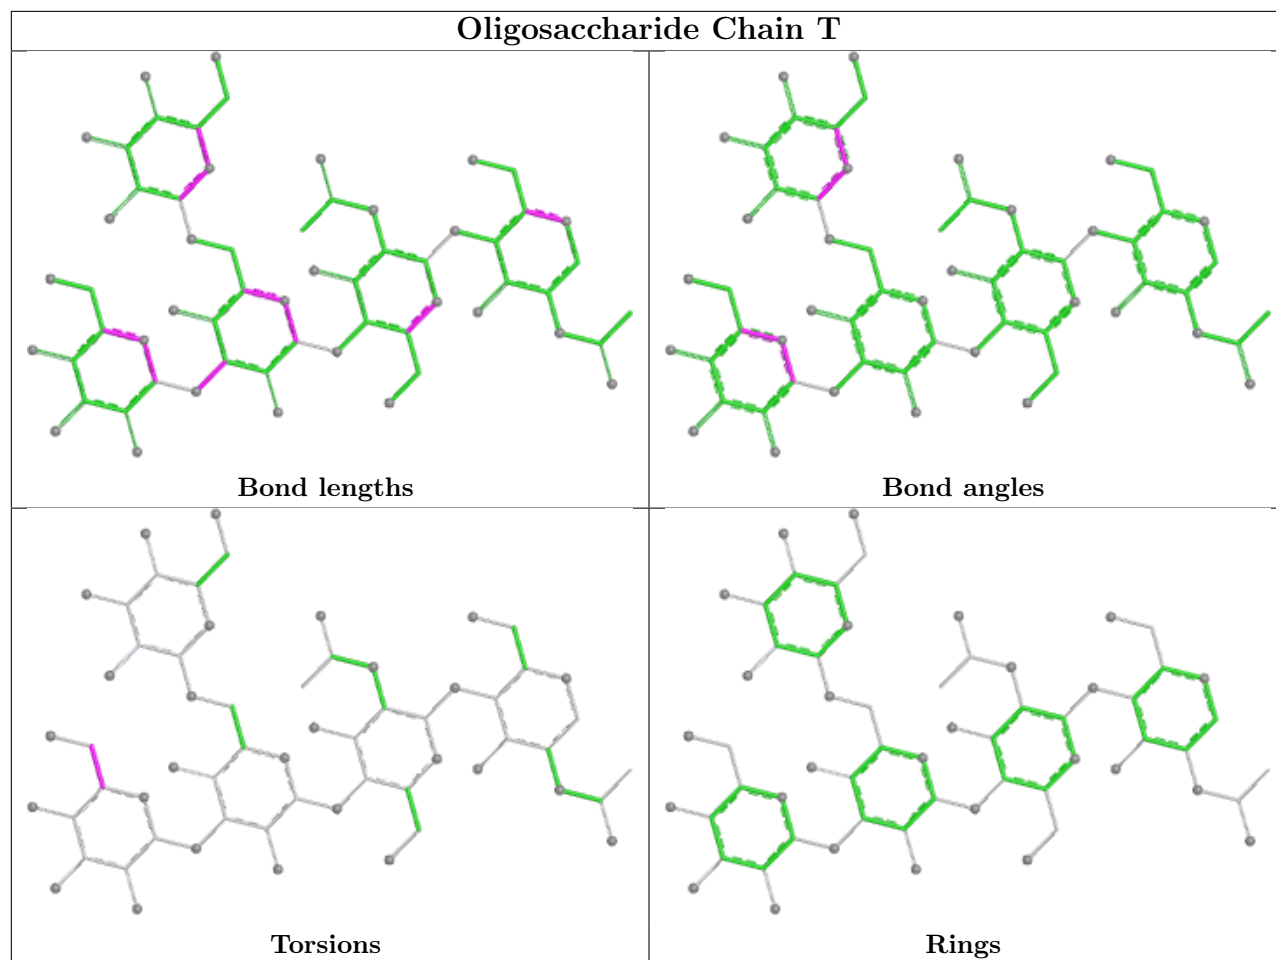 Oligosaccharide Chain T
Bond lengths
Bond angles
Torsions
Rings